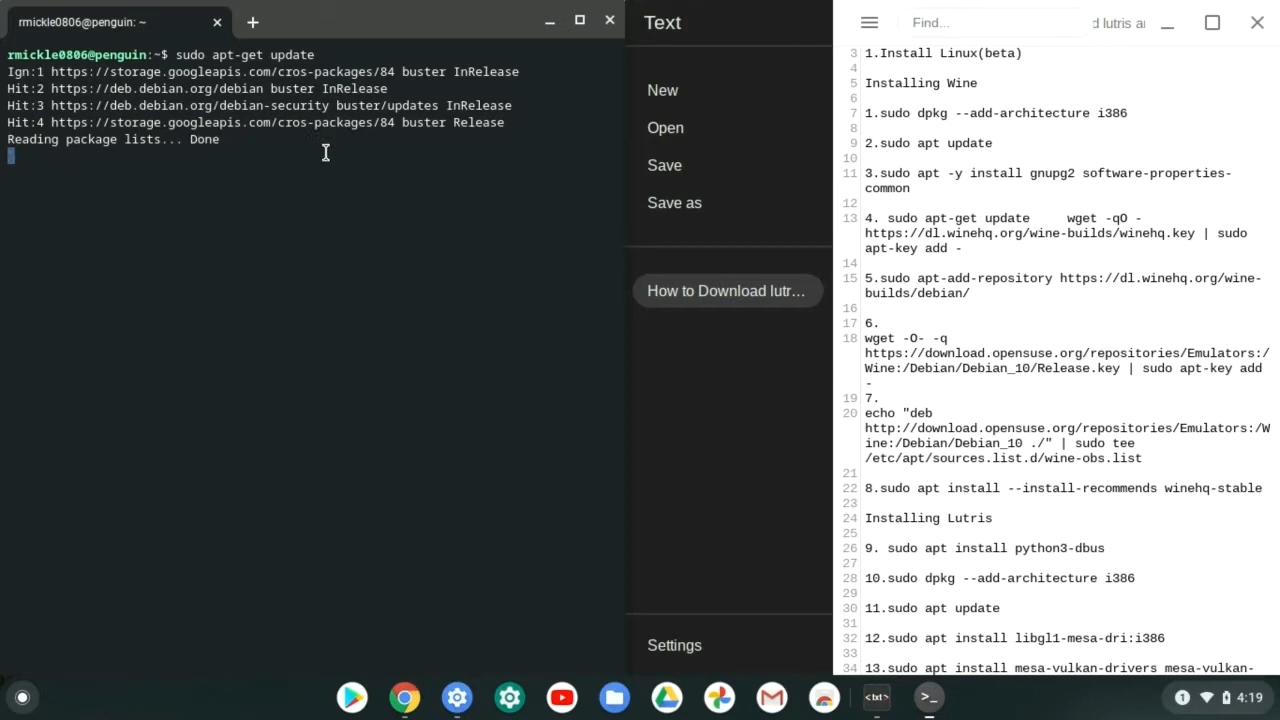 rmickle0806@penguin: ~
rmickle0806@penguin:~$ sudo apt-get update
Ign:1 https://storage.googleapis.com/cros-packages/84 buster InRelease
Hit:2 https://deb.debian.org/debian buster InRelease
Hit:3 https://deb.debian.org/debian-security buster/updates InRelease
Hit:4 https://storage.googleapis.com/cros-packages/84 buster Release
Reading package lists... Done
Text
New
Open
Save
Save as
How to Download lutr...
Settings
Find...
d lutris a
3 1.Install Linux(beta)
4
5 Installing Wine
6
7 1.sudo dpkg --add-architecture i386
8
9 2.sudo apt update
10
11 3.sudo apt -y install gnupg2 software-properties-
common
12
13 4. sudo apt-get update     wget -qO -
https://dl.winehq.org/wine-builds/winehq.key | sudo
apt-key add -
14
15 5.sudo apt-add-repository https://dl.winehq.org/wine-
builds/debian/
16
17 6.
18 wget -O- -q
https://download.opensuse.org/repositories/Emulators:/
Wine:/Debian/Debian_10/Release.key | sudo apt-key add
-
19 7.
20 echo "deb
http://download.opensuse.org/repositories/Emulators:/W
ine:/Debian/Debian_10 ./" | sudo tee
/etc/apt/sources.list.d/wine-obs.list
21
22 8.sudo apt install --install-recommends winehq-stable
23
24 Installing Lutris
25
26 9. sudo apt install python3-dbus
27
28 10.sudo dpkg --add-architecture i386
29
30 11.sudo apt update
31
32 12.sudo apt install libgl1-mesa-dri:i386
33
34 13.sudo apt install mesa-vulkan-drivers mesa-vulkan-
<txt>
>_
1
4:19